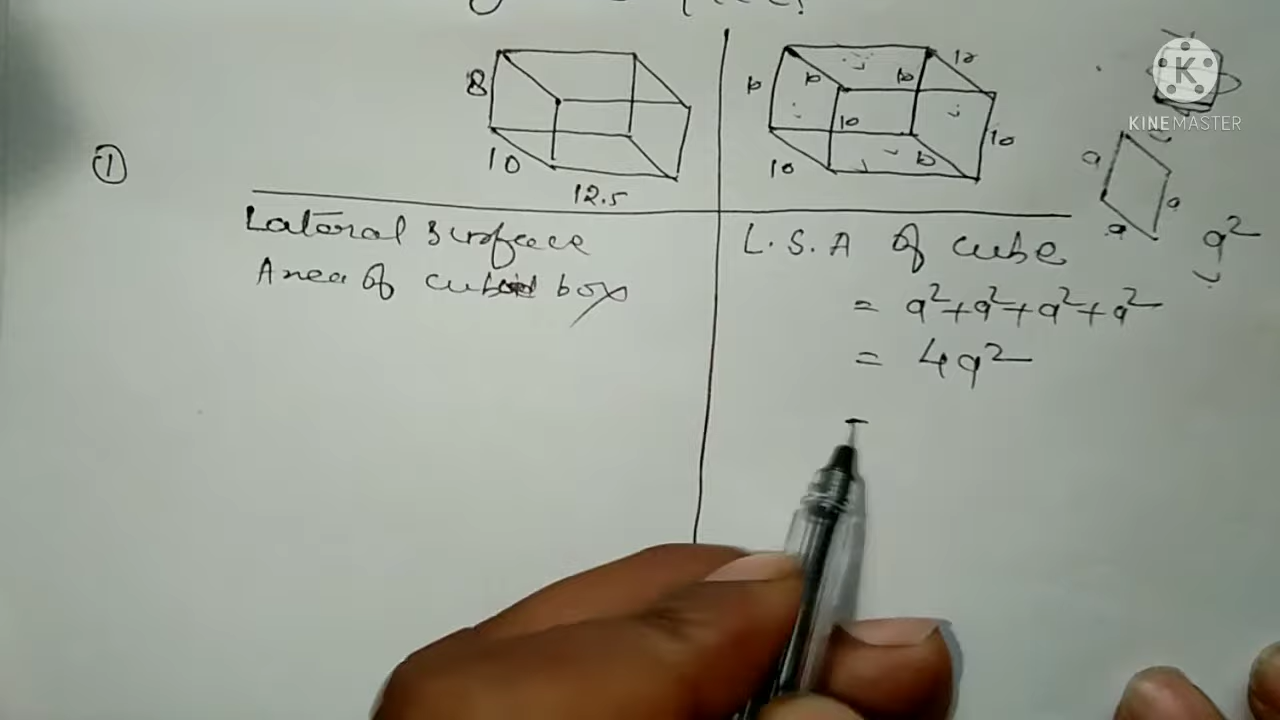 K
KINEMASTER
8
10
12.5
10
10
10
10
10
10
10
①
a
a
a
a²
Lateral surface
Area of cuboid box
L.S.A of cube
= a²+a²+a²+a²
= 4a²